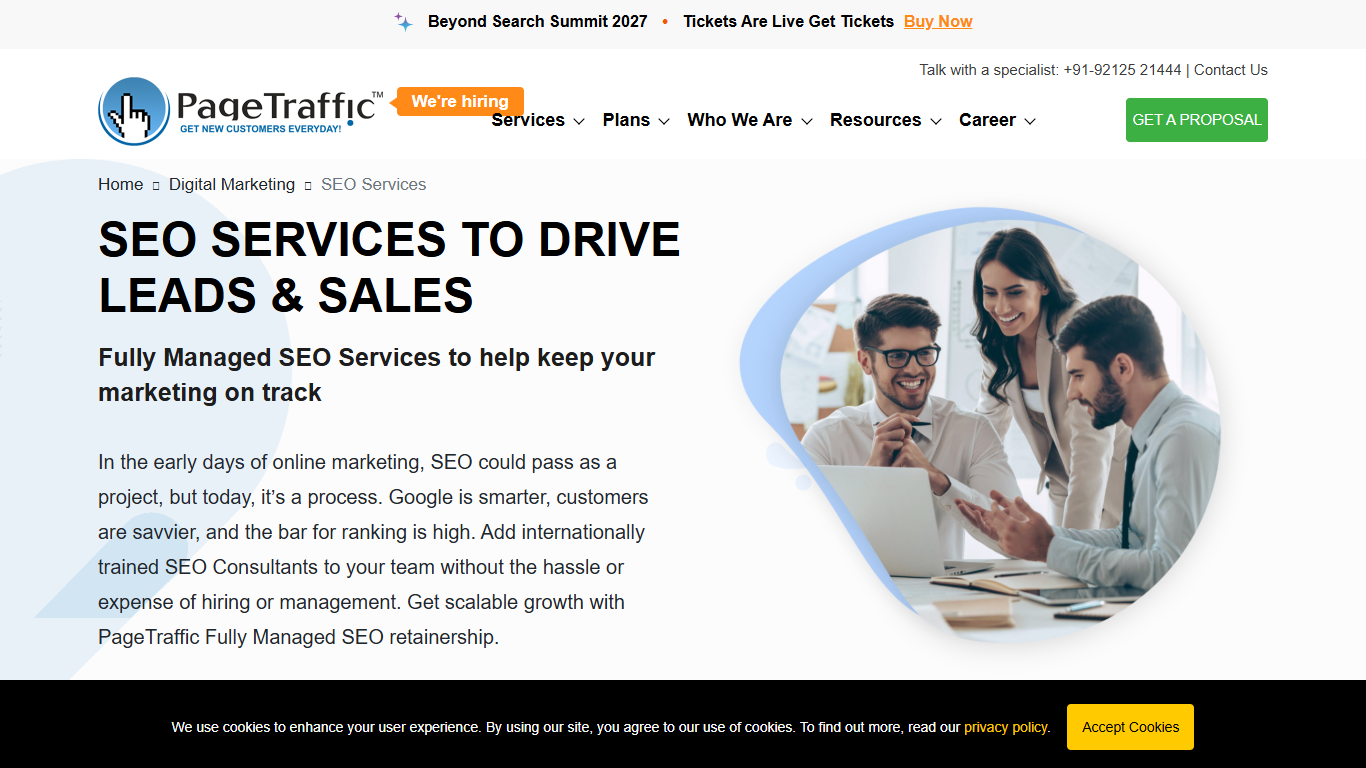 Beyond Search Summit 2027 • Tickets Are Live Get Tickets Buy Now
Talk with a specialist: +91-92125 21444 | Contact Us
PageTraffic™
GET NEW CUSTOMERS EVERYDAY!
We're hiring
Services Plans Who We Are Resources Career
GET A PROPOSAL
Home Digital Marketing SEO Services
SEO SERVICES TO DRIVE
LEADS & SALES
Fully Managed SEO Services to help keep your
marketing on track
In the early days of online marketing, SEO could pass as a
project, but today, it’s a process. Google is smarter, customers
are savvier, and the bar for ranking is high. Add internationally
trained SEO Consultants to your team without the hassle or
expense of hiring or management. Get scalable growth with
PageTraffic Fully Managed SEO retainership.
We use cookies to enhance your user experience. By using our site, you agree to our use of cookies. To find out more, read our privacy policy.
Accept Cookies